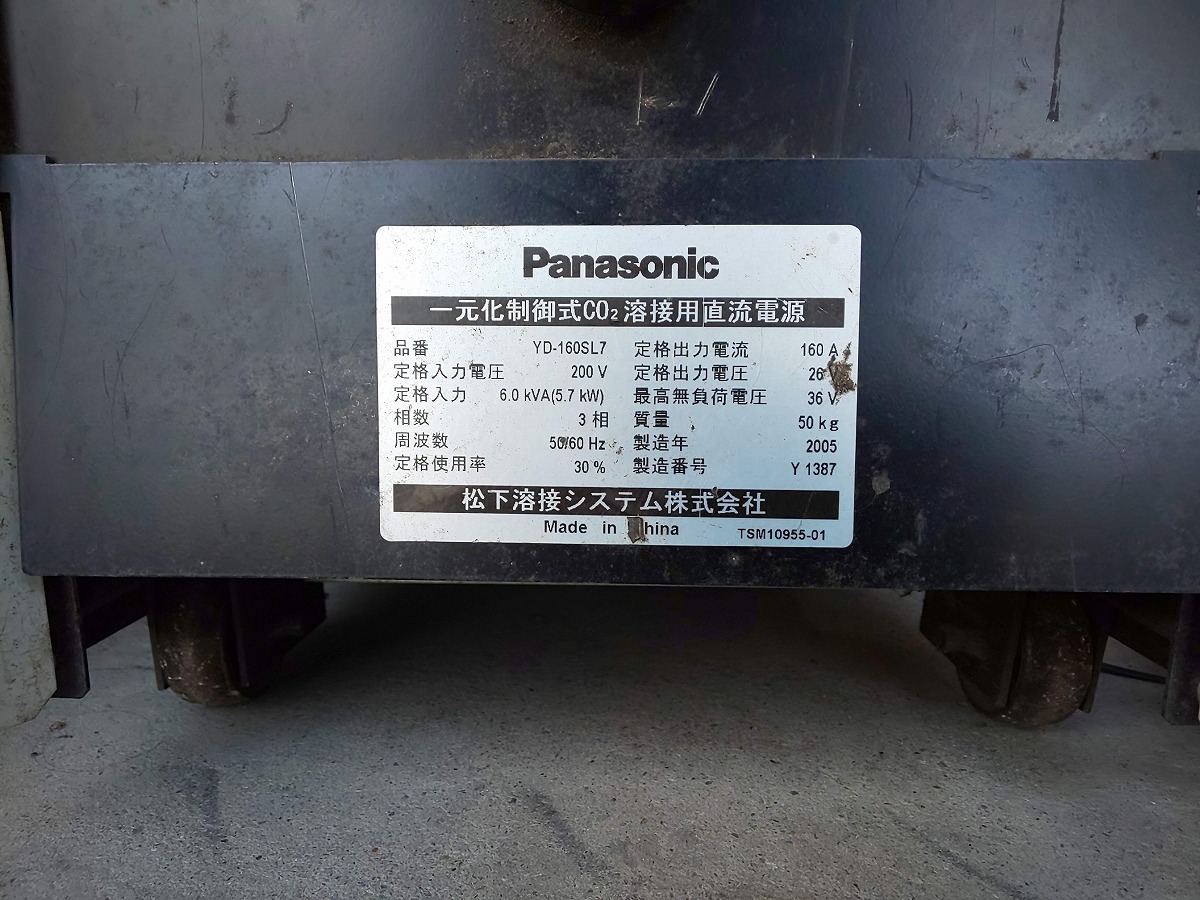 Panasonic
一元化制御式CO₂溶接用直流電源
品番 YD-160SL7 定格出力電流 160 A
定格入力電圧 200 V 定格出力電圧 26
定格入力 6.0 kVA(5.7 kW) 最高無負荷電圧 36 V
相数 3 相 質量 50 kg
周波数 50/60 Hz 製造年 2005
定格使用率 30 % 製造番号 Y 1387
松下溶接システム株式会社
Made in China TSM10955-01